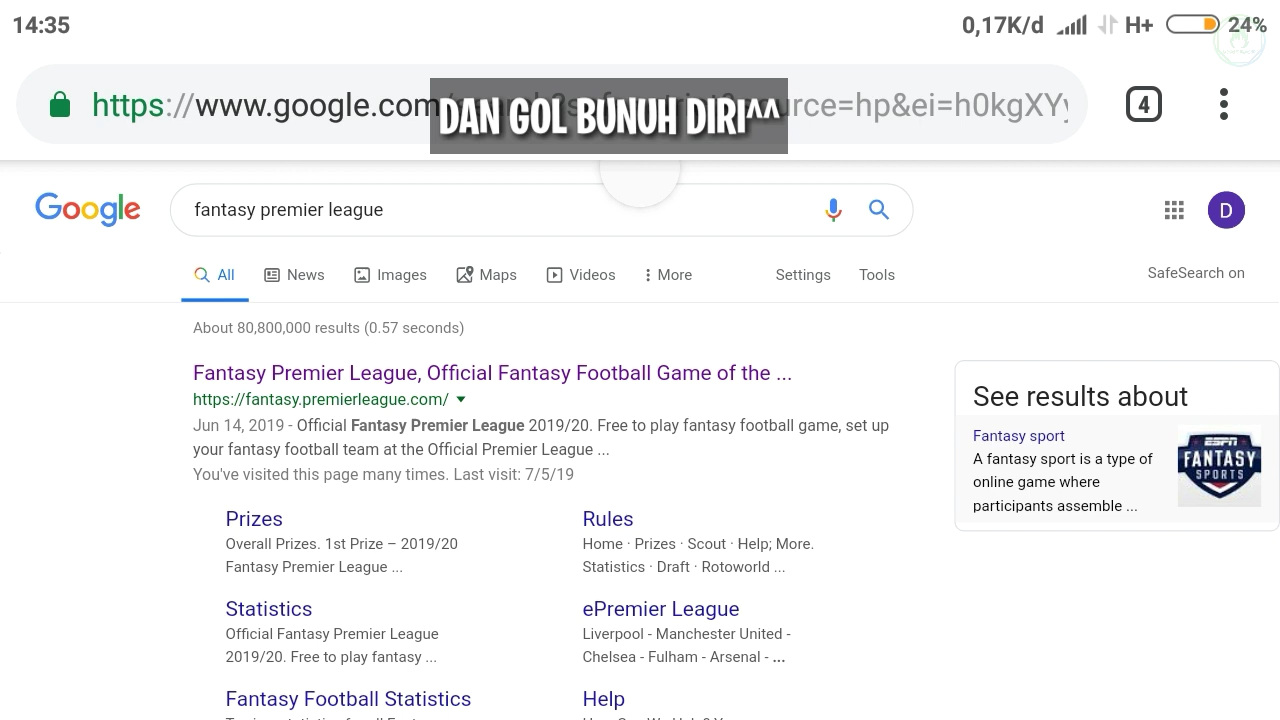 14:35
0,17K/d H+ 24%
https://www.google.com
DAN GOL BUNUH DIRI^^
urce=hp&ei=h0kgXYy
4
Google
fantasy premier league
D
All News Images Maps Videos More Settings Tools
SafeSearch on
About 80,800,000 results (0.57 seconds)
Fantasy Premier League, Official Fantasy Football Game of the ...
https://fantasy.premierleague.com/
Jun 14, 2019 - Official Fantasy Premier League 2019/20. Free to play fantasy football game, set up
your fantasy football team at the Official Premier League ...
You've visited this page many times. Last visit: 7/5/19
Prizes
Overall Prizes. 1st Prize – 2019/20
Fantasy Premier League ...
Rules
Home · Prizes · Scout · Help; More.
Statistics · Draft · Rotoworld ...
Statistics
Official Fantasy Premier League
2019/20. Free to play fantasy ...
ePremier League
Liverpool - Manchester United -
Chelsea - Fulham - Arsenal - ...
Fantasy Football Statistics
Help
See results about
Fantasy sport
A fantasy sport is a type of
online game where
participants assemble ...
ESPN
FANTASY
SPORTS